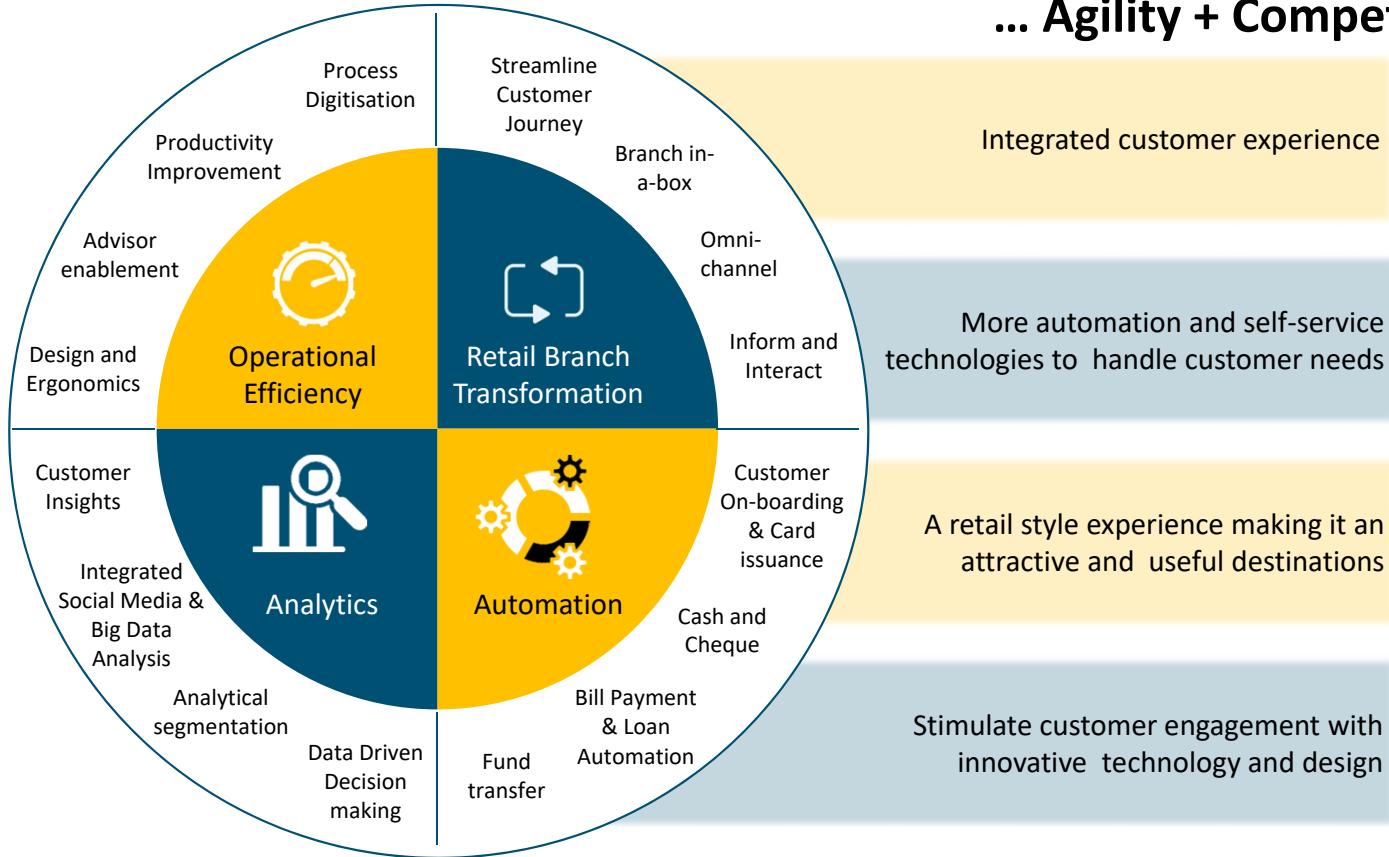 ... Agility + Compet
Process
Digitisation
Productivity
Improvement
Advisor
enablement
Design and
Ergonomics
Streamline
Customer
Journey
Branch in-
a-box
Omni-
channel
Inform and
Interact
Operational
Efficiency
Retail Branch
Transformation
Analytics
Automation
Customer
Insights
Integrated
Social Media &
Big Data
Analysis
Analytical
segmentation
Data Driven
Decision
making
Customer
On-boarding
& Card
issuance
Cash and
Cheque
Bill Payment
& Loan
Automation
Fund
transfer
Integrated customer experience
More automation and self-service
technologies to handle customer needs
A retail style experience making it an
attractive and useful destinations
Stimulate customer engagement with
innovative technology and design